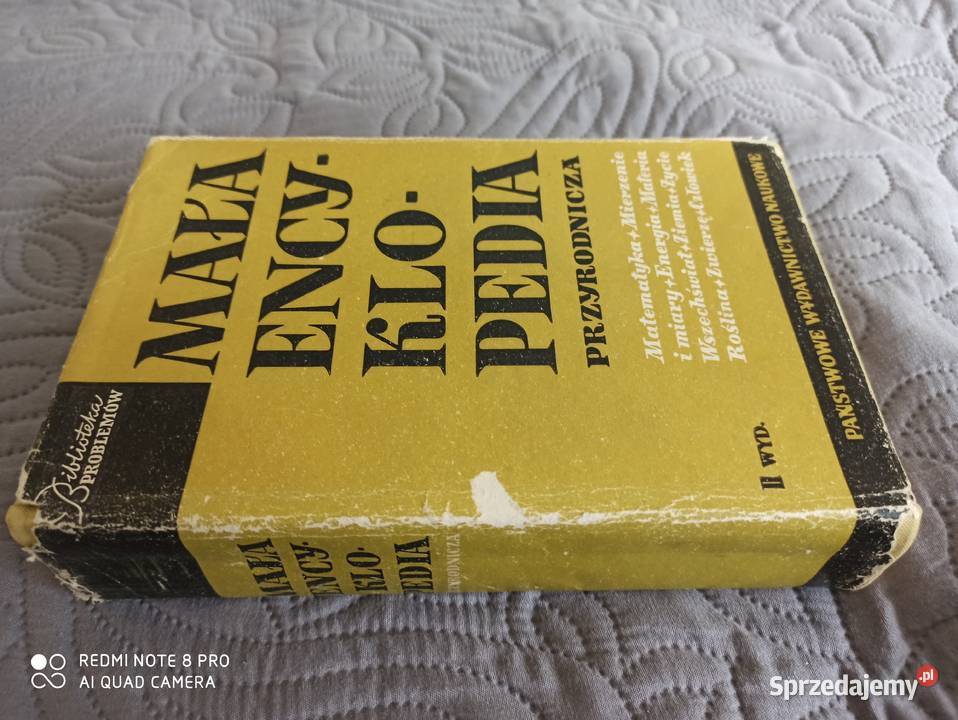 Biblioteka
PROBLEMÓW
MAŁA
ENCY-
KLO-
PEDIA
PRZYRODNICZA
Matematyka+Mierzenie
i miary+Energia+Materia
Wszechświat+Ziemia+Życie
Roślina+Zwierzę+Człowiek
II WYD.
PAŃSTWOWE WYDAWNICTWO NAUKOWE
MAŁA
ENCY-
KLO-
PEDIA
REDMI NOTE 8 PRO
AI QUAD CAMERA
Sprzedajemy.pl